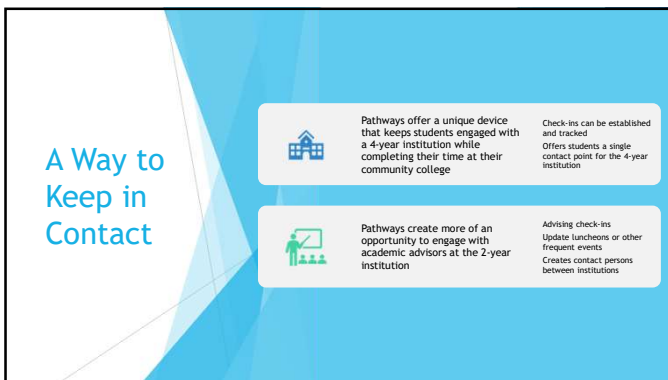 A Way to
Keep in
Contact
Pathways offer a unique device
that keeps students engaged with
a 4-year institution while
completing their time at their
community college
Check-ins can be established
and tracked
Offers students a single
contact point for the 4-year
institution
Pathways create more of an
opportunity to engage with
academic advisors at the 2-year
institution
Advising check-ins
Update luncheons or other
frequent events
Creates contact persons
between institutions